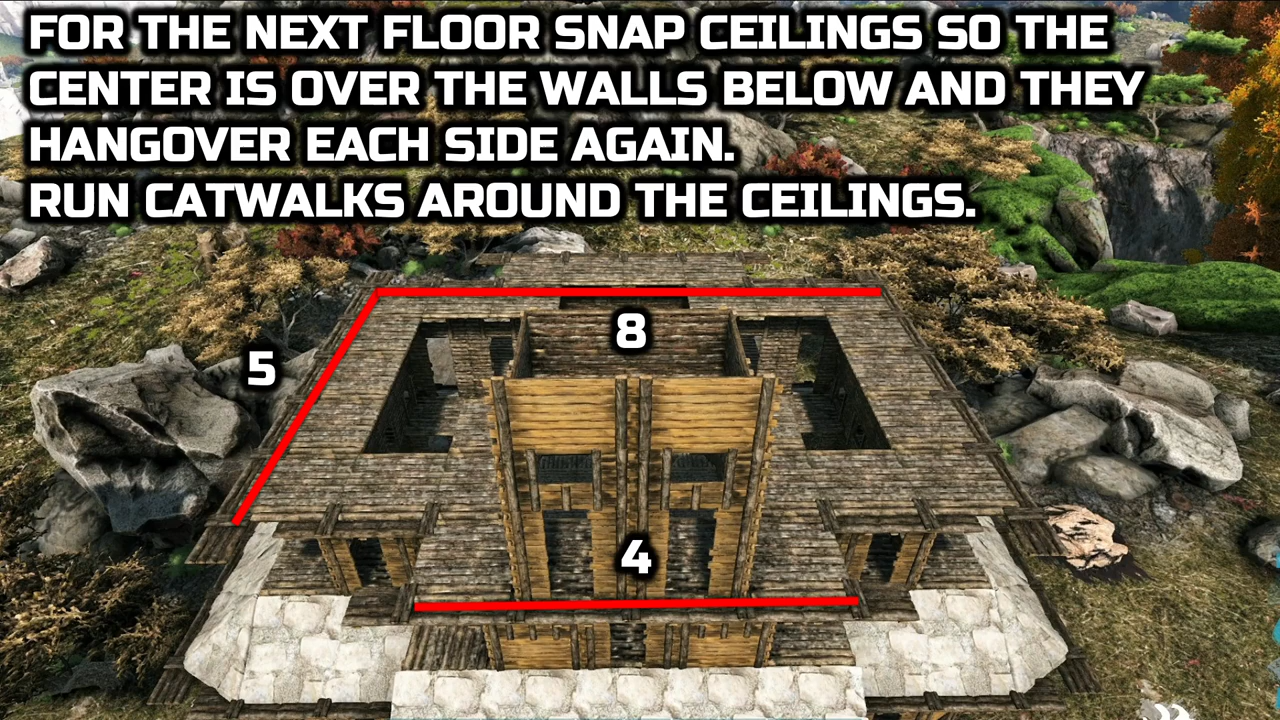 FOR THE NEXT FLOOR SNAP CEILINGS SO THE
CENTER IS OVER THE WALLS BELOW AND THEY
HANGOVER EACH SIDE AGAIN.
RUN CATWALKS AROUND THE CEILINGS.
8
5
4